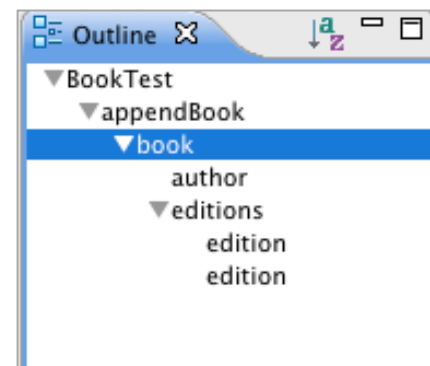 Outline
a
z
BookTest
appendBook
book
author
editions
edition
edition